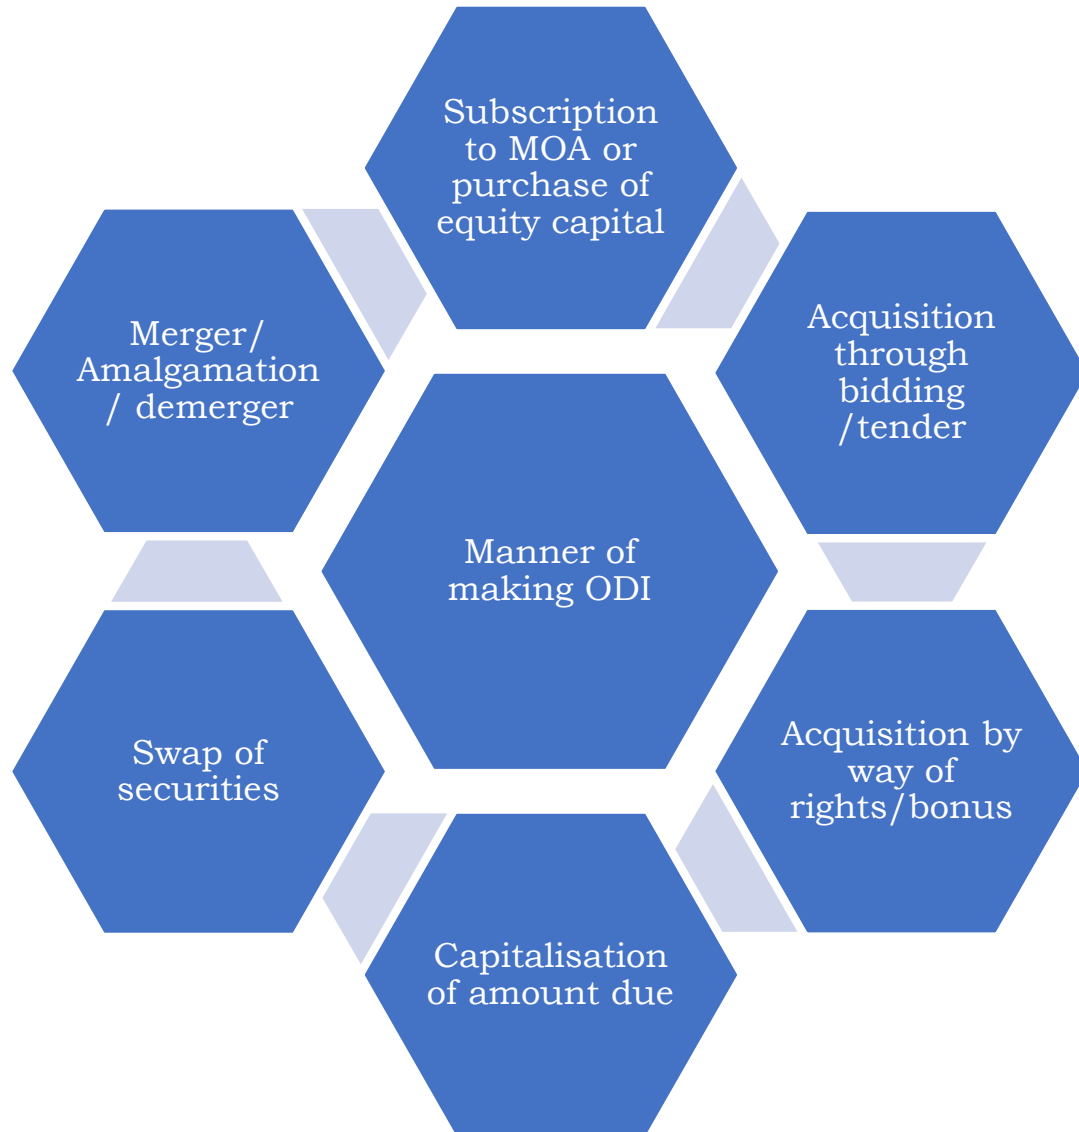 Subscription
to MOA or
purchase of
equity capital
Acquisition
through
bidding
/tender
Acquisition by
way of
rights/bonus
Capitalisation
of amount due
Swap of
securities
Merger/
Amalgamation
/ demerger
Manner of
making ODI